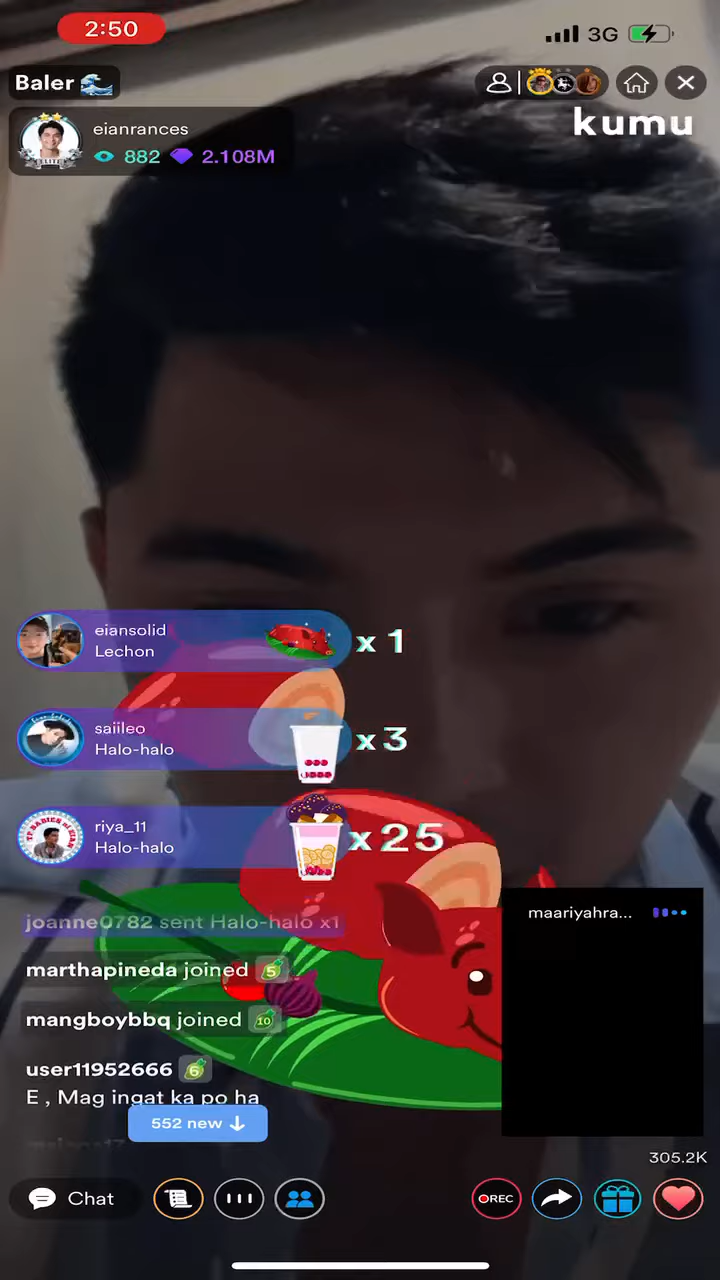 2:50
3G
Baler
kumu
eianrances
ELITE
882 2.108M
eiansolid
Lechon
x 1
saiileo
Halo-halo
x 3
riya_11
Halo-halo
x 25
joanne0782 sent Halo-halo x1
maariyahra...
marthapineda joined 5
mangboybbq joined 10
user11952666 6
E , Mag ingat ka po ha
552 new
305.2K
Chat
REC